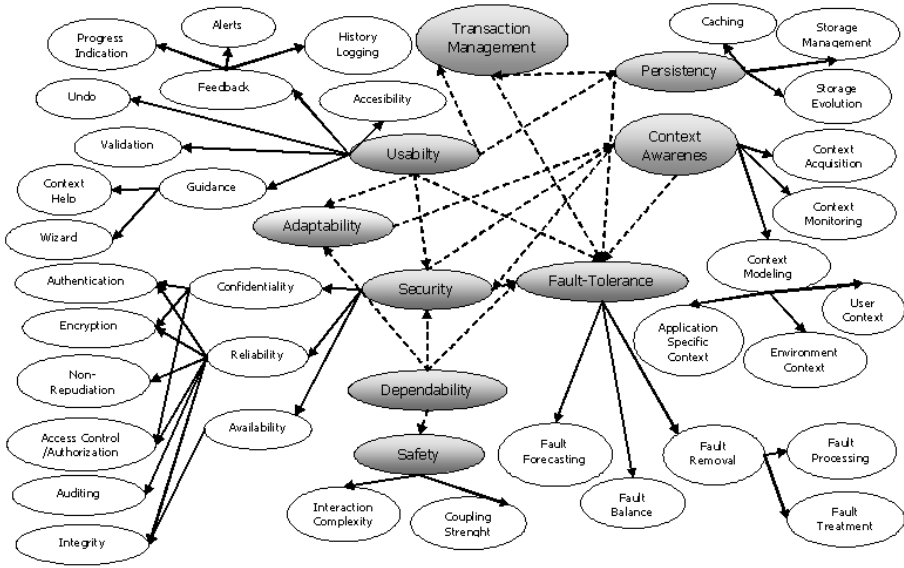 Alerts
Progress
Indication
History
Logging
Transaction
Management
Caching
Storage
Management
Persistency
Feedback
Undo
Accesibility
Storage
Evolution
Validation
Usabilty
Context
Awarenes
Context
Acquisition
Context
Help
Guidance
Adaptability
Context
Monitoring
Wizard
Authentication
Confidentiality
Security
Fault-Tolerance
Context
Modeling
User
Context
Encryption
Application
Specific
Context
Reliability
Environment
Context
Non-
Repudiation
Dependability
Access Control
/Authorization
Availability
Safety
Fault
Forecasting
Fault
Removal
Fault
Processing
Auditing
Interaction
Complexity
Coupling
Strenght
Fault
Balance
Fault
Treatment
Integrity